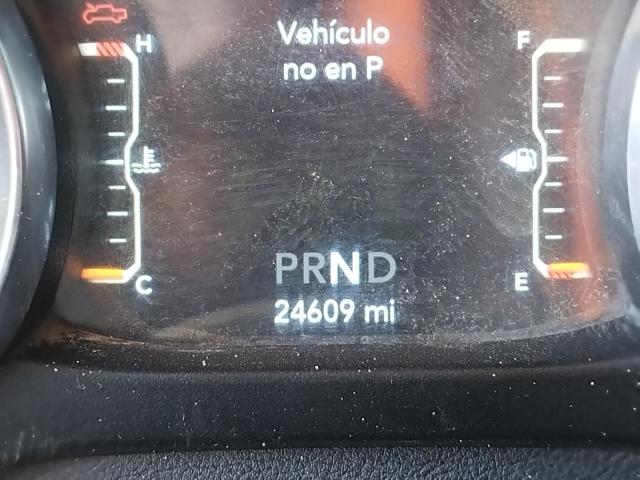 H
Vehículo
no en P
F
C
PRND
E
24609 mi